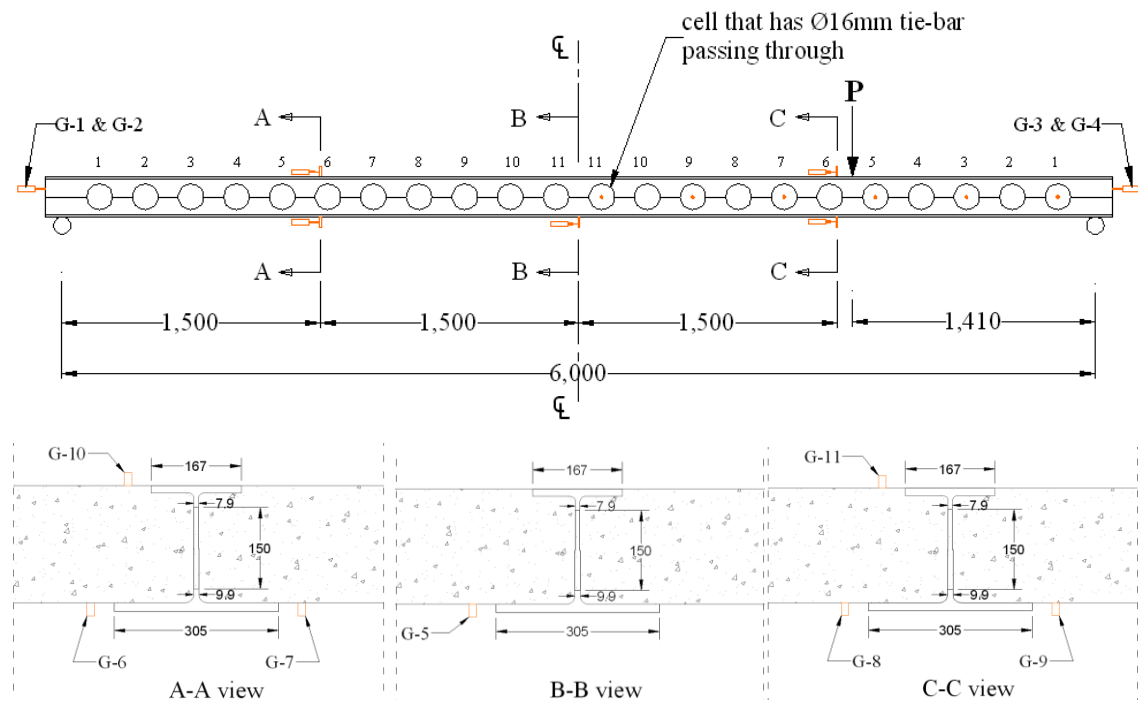 cell that has Ø16mm tie-bar
passing through
℄
P
A
B
C
G-1 & G-2
G-3 & G-4
1 2 3 4 5 6 7 8 9 10 11 11 10 9 8 7 6 5 4 3 2 1
A
B
C
1,500
1,500
1,500
1,410
6,000
℄
G-10
167
7.9
150
9.9
305
G-6
G-7
A-A view
167
7.9
150
9.9
G-5
305
B-B view
G-11
167
7.9
150
9.9
305
G-8
G-9
C-C view